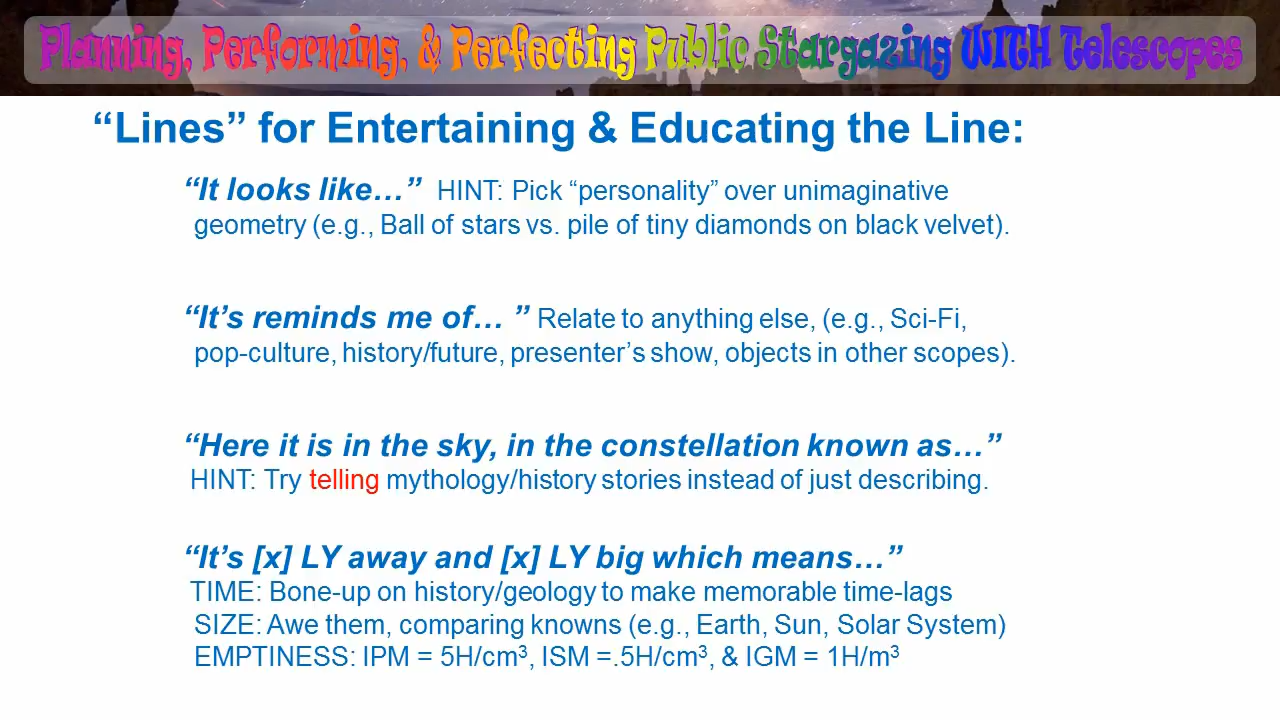 Planning, Performing, & Perfecting Public Stargazing WITH Telescopes
“Lines” for Entertaining & Educating the Line:
“It looks like…” HINT: Pick “personality” over unimaginative
geometry (e.g., Ball of stars vs. pile of tiny diamonds on black velvet).
“It’s reminds me of… ” Relate to anything else, (e.g., Sci-Fi,
pop-culture, history/future, presenter’s show, objects in other scopes).
“Here it is in the sky, in the constellation known as…”
HINT: Try telling mythology/history stories instead of just describing.
“It’s [x] LY away and [x] LY big which means…”
TIME: Bone-up on history/geology to make memorable time-lags
SIZE: Awe them, comparing knowns (e.g., Earth, Sun, Solar System)
EMPTINESS: IPM = 5H/cm³, ISM =.5H/cm³, & IGM = 1H/m³